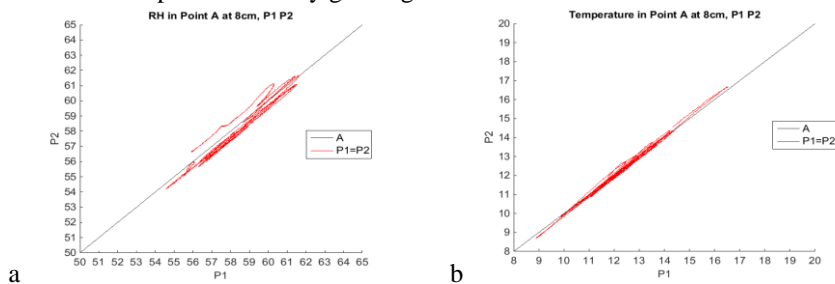 RH in Point A at 8cm, P1 P2
65
64
63
62
61
60
59
58
57
56
55
54
53
52
51
50
P2
50 51 52 53 54 55 56 57 58 59 60 61 62 63 64 65
P1
A
P1=P2
a
Temperature in Point A at 8cm, P1 P2
20
19
18
17
16
15
14
13
12
11
10
9
8
P2
8 9 10 11 12 13 14 15 16 17 18 19 20
P1
A
P1=P2
b